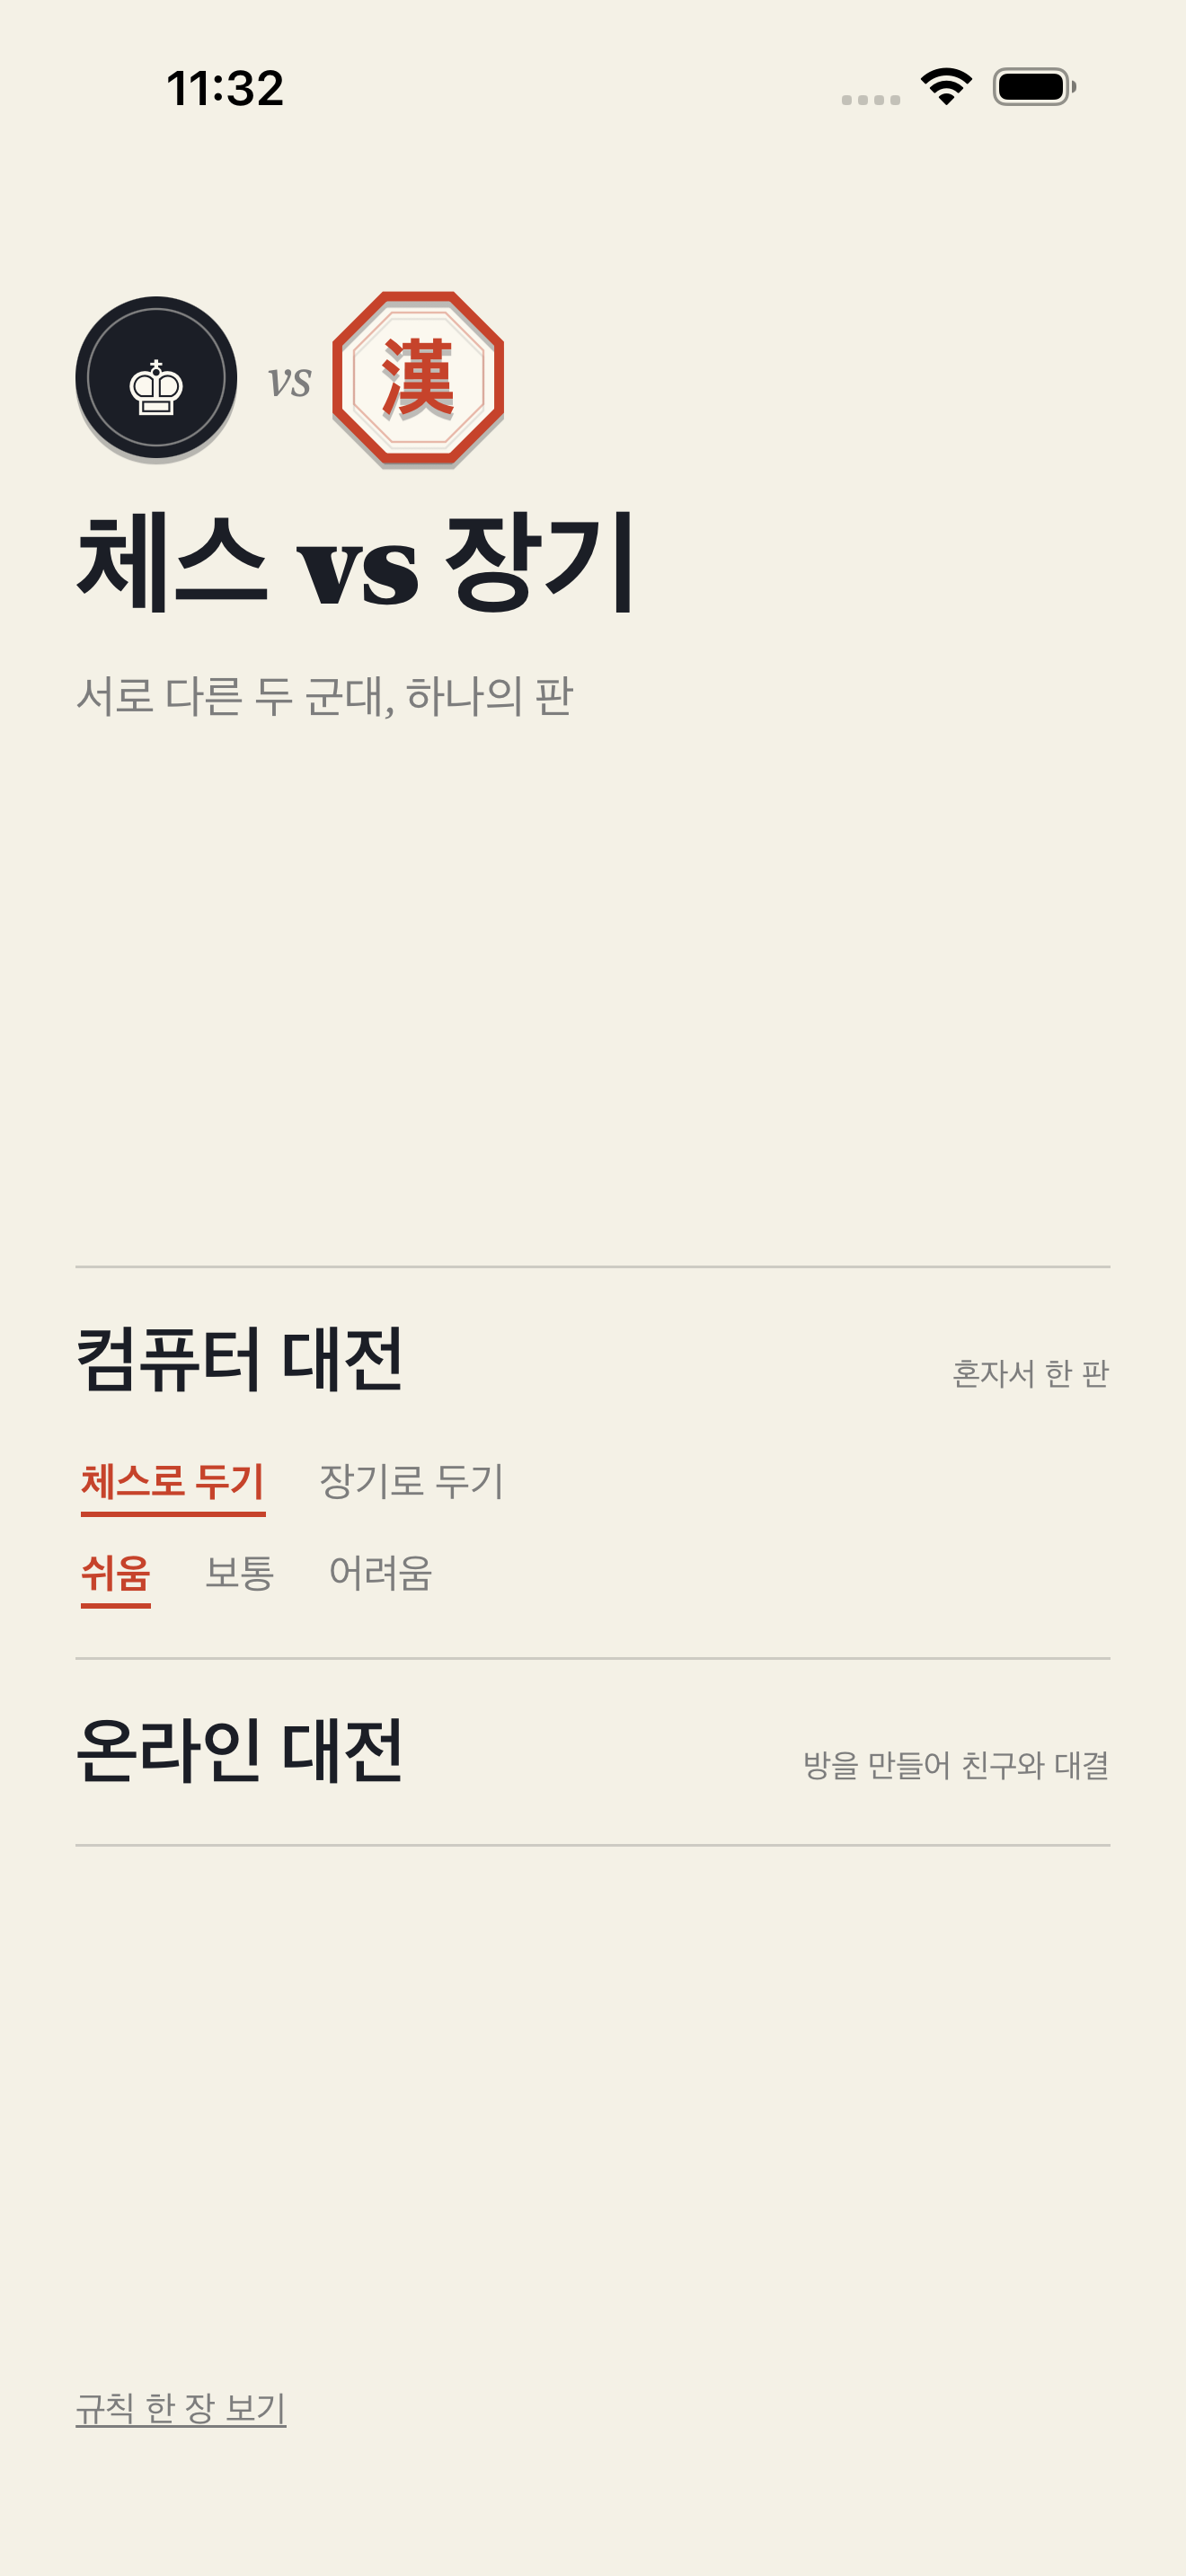 11:32
vs
漢
체스 vs 장기
서로 다른 두 군대, 하나의 판
컴퓨터 대전
혼자서 한 판
체스로 두기 장기로 두기
쉬움 보통 어려움
온라인 대전
방을 만들어 친구와 대결
규칙 한 장 보기